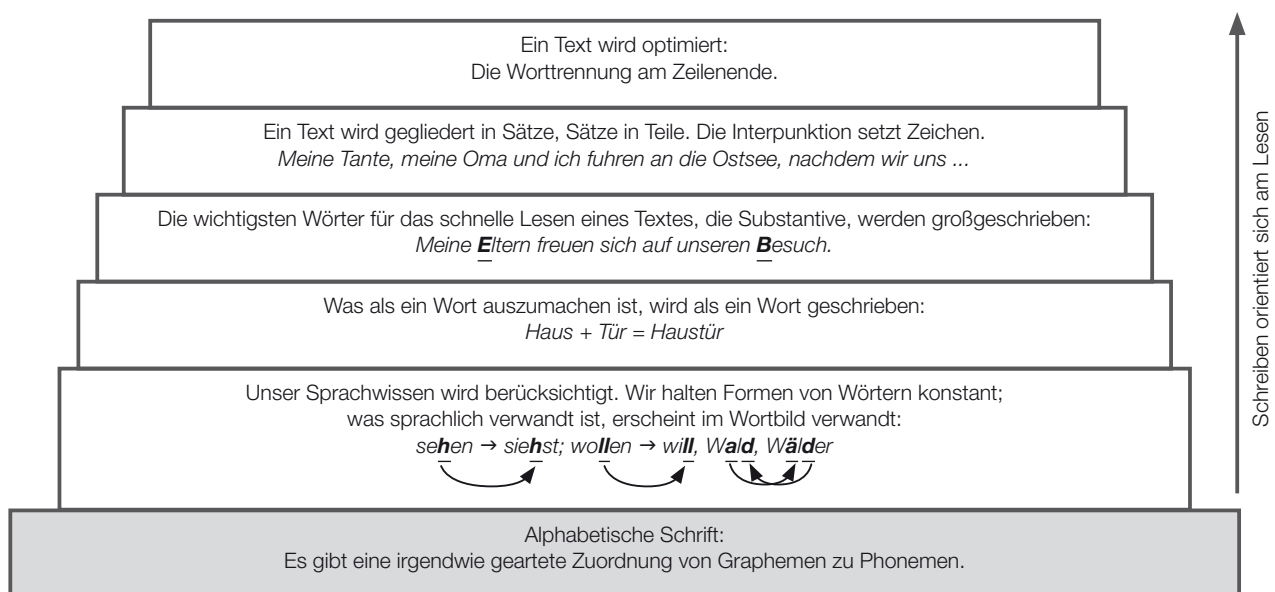 Ein Text wird optimiert:
Die Worttrennung am Zeilenende.
Ein Text wird gegliedert in Sätze, Sätze in Teile. Die Interpunktion setzt Zeichen.
Meine Tante, meine Oma und ich fuhren an die Ostsee, nachdem wir uns ...
Die wichtigsten Wörter für das schnelle Lesen eines Textes, die Substantive, werden großgeschrieben:
Meine Eltern freuen sich auf unseren Besuch.
Was als ein Wort auszumachen ist, wird als ein Wort geschrieben:
Haus + Tür = Haustür
Unser Sprachwissen wird berücksichtigt. Wir halten Formen von Wörtern konstant;
was sprachlich verwandt ist, erscheint im Wortbild verwandt:
sehen → siehst; wollen → will, Wald, Wälder
Alphabetische Schrift:
Es gibt eine irgendwie geartete Zuordnung von Graphemen zu Phonemen.
Schreiben orientiert sich am Lesen